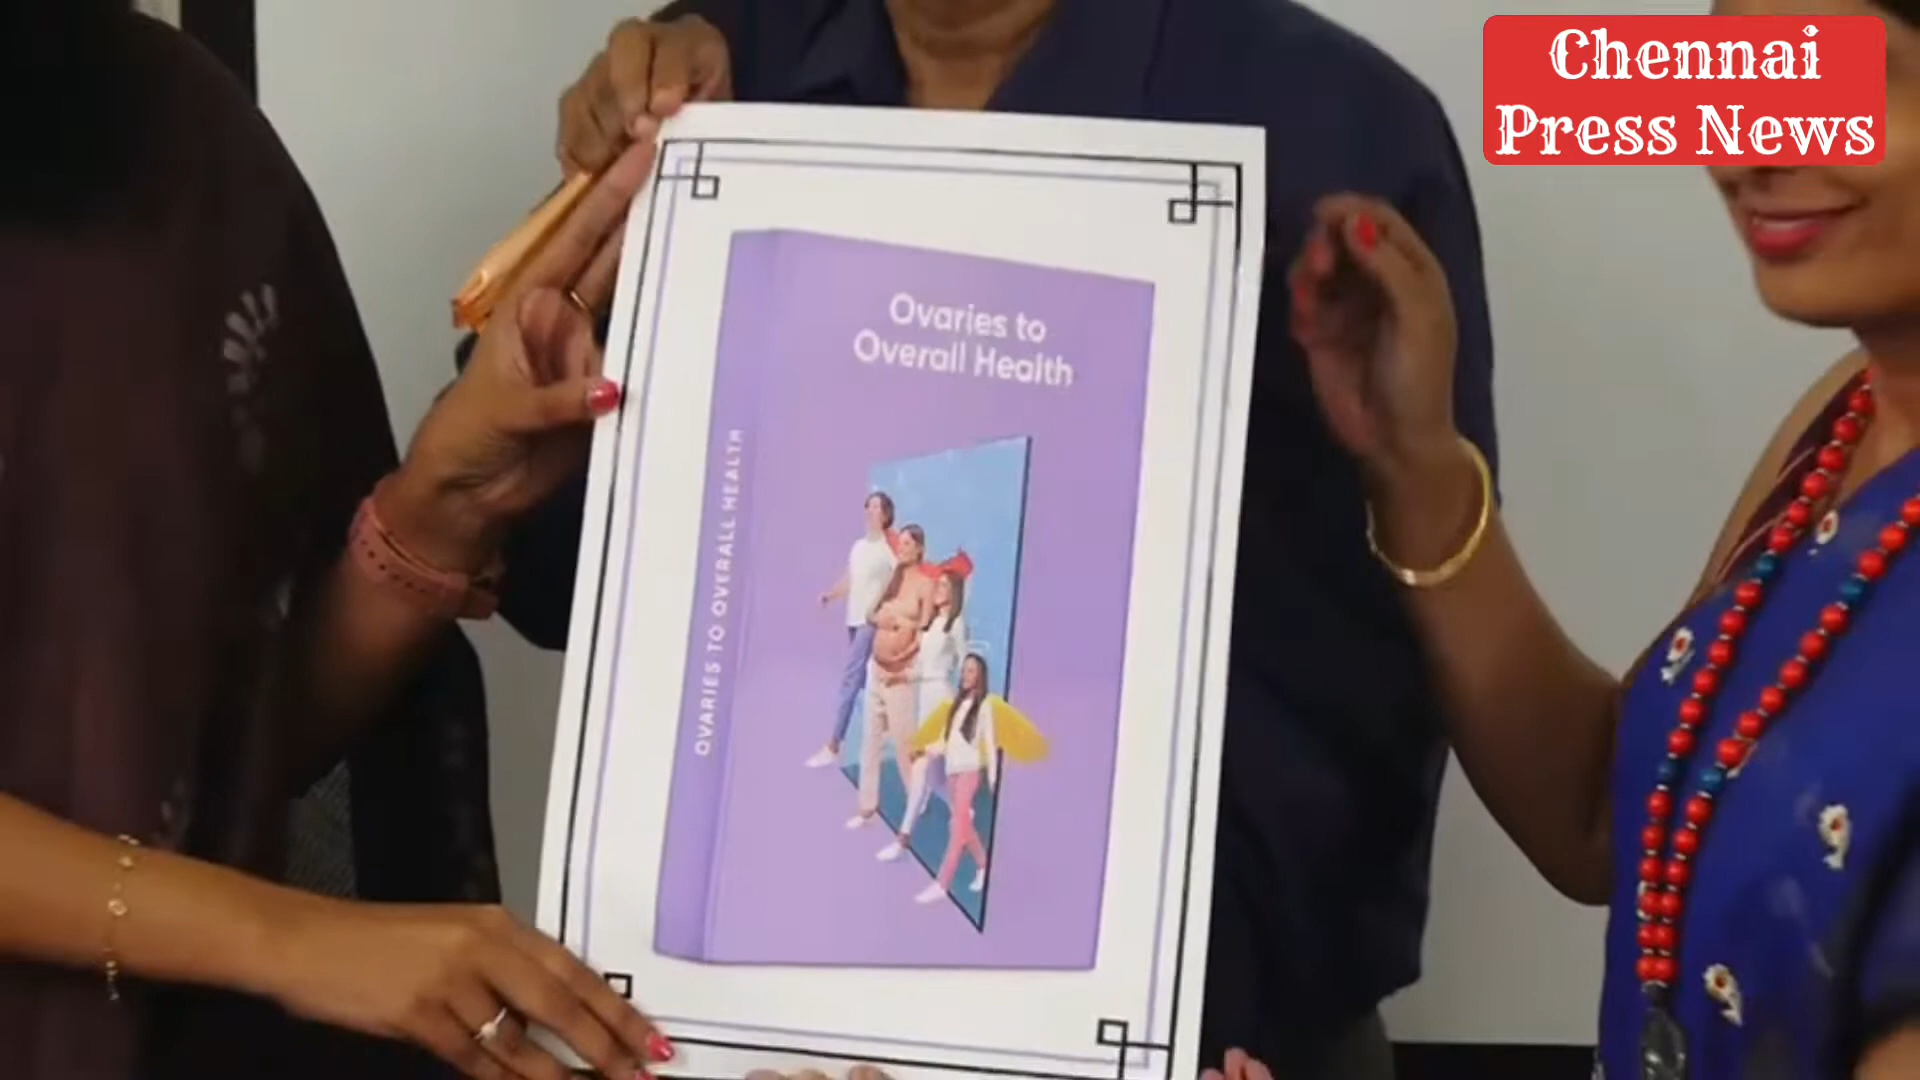 Chennai
Press News
Ovaries to
Overall Health
OVARIES TO OVERALL HEALTH